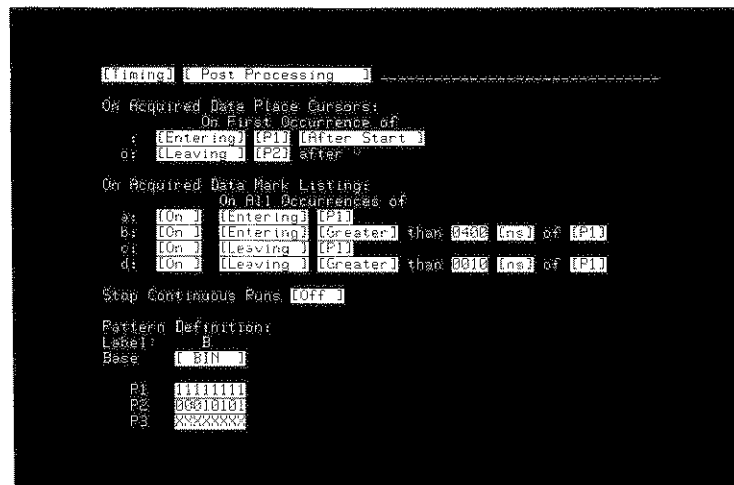 [Timing] [ Post Processing ]
On Acquired Data Place Cursors:
On First Occurrence of
: [Entering] [P1] [After Start ]
o: [Leaving ] [P2] after
On Acquired Data Mark Listing:
On All Occurrences of
a: [On ] [Entering] [P1]
b: [On ] [Entering] [Greater] than 0400 [ns] of [P1]
c: [On ] [Leaving ] [P1]
d: [On ] [Leaving ] [Greater] than 0010 [ns] of [P1]
Stop Continuous Runs [Off ]
Pattern Definition:
Label: B
Base [ BIN ]
P1 11111111
P2 00010101
P3 XXXXXXXX